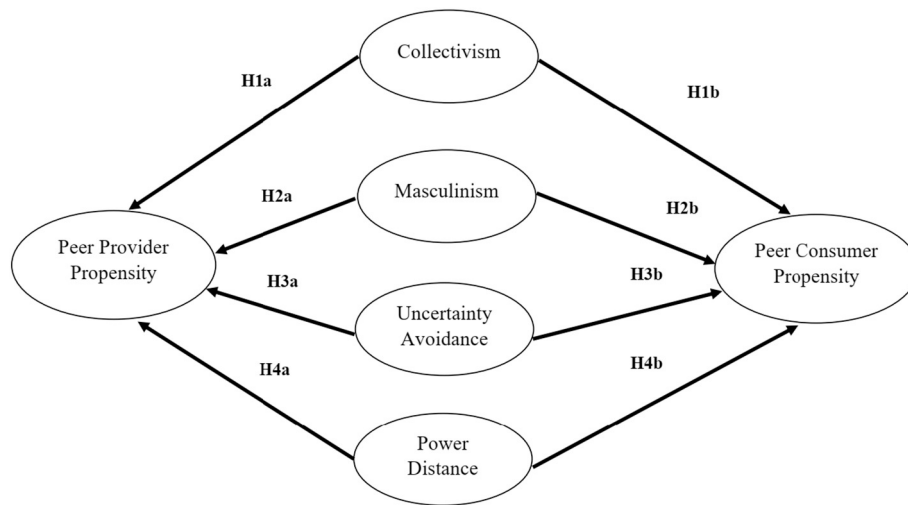 Collectivism
H1a
H1b
Masculinism
H2a
H2b
Peer Provider
Propensity
Peer Consumer
Propensity
H3a
H3b
Uncertainty
Avoidance
H4a
H4b
Power
Distance